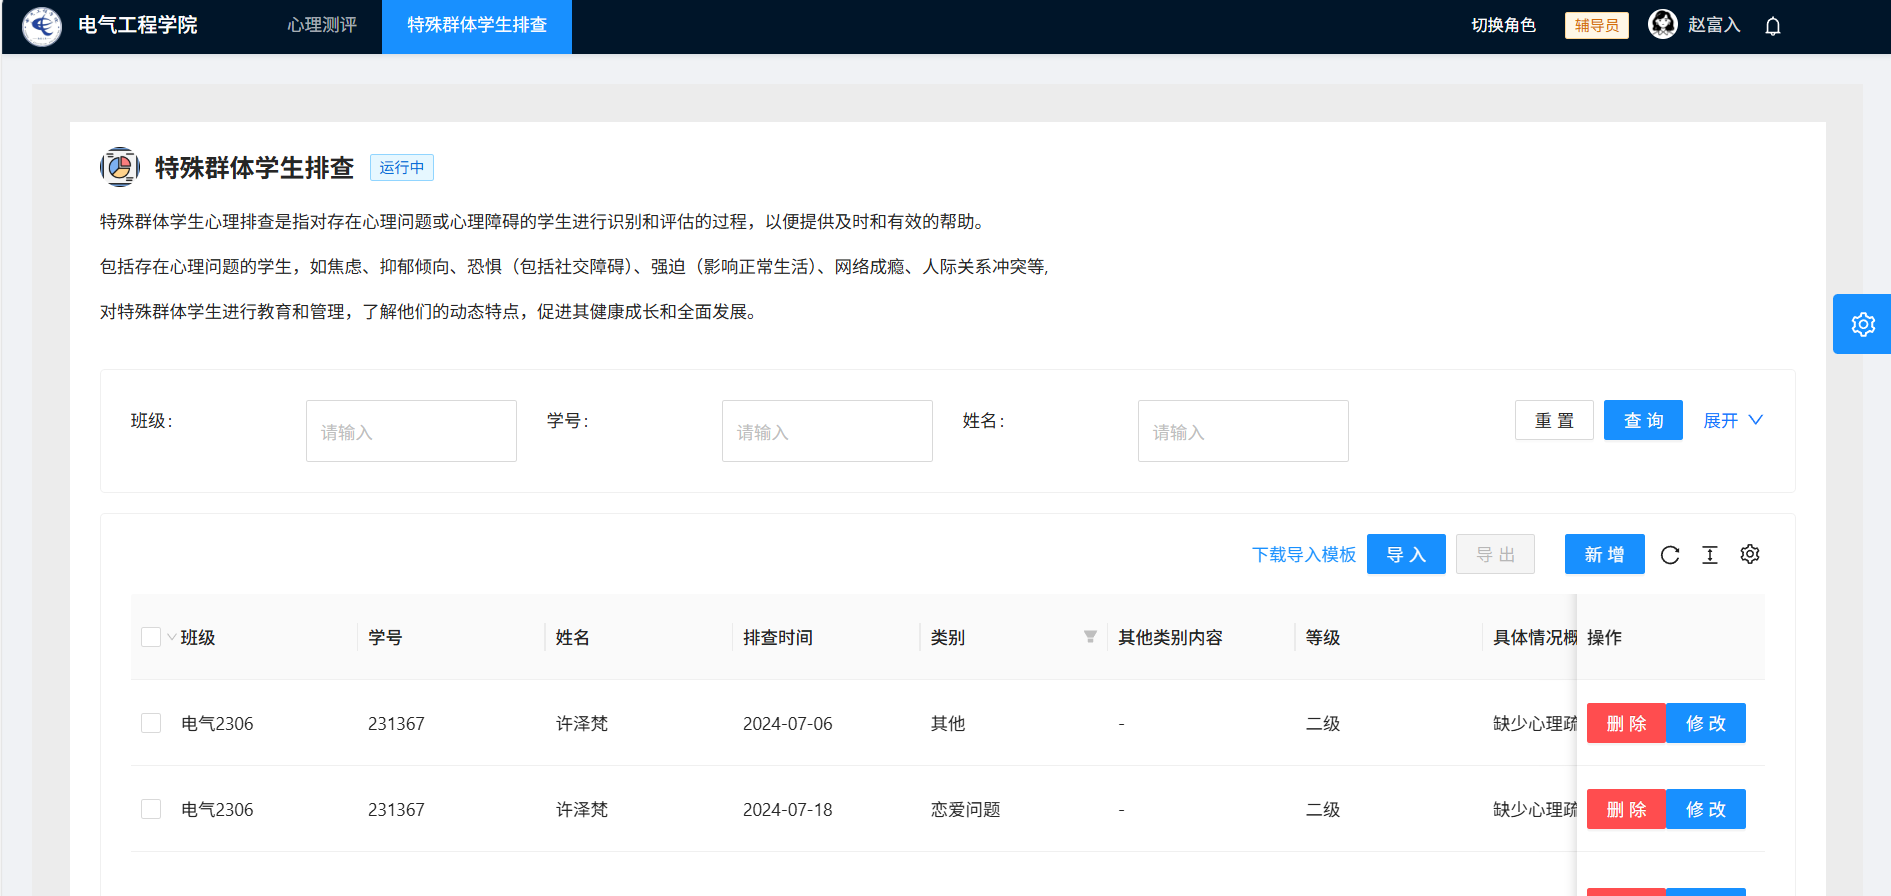 电气工程学院 心理测评 特殊群体学生排查 切换角色 辅导员 赵富入
特殊群体学生排查 运行中
特殊群体学生心理排查是指对存在心理问题或心理障碍的学生进行识别和评估的过程，以便提供及时和有效的帮助。
包括存在心理问题的学生，如焦虑、抑郁倾向、恐惧（包括社交障碍）、强迫（影响正常生活）、网络成瘾、人际关系冲突等,
对特殊群体学生进行教育和管理，了解他们的动态特点，促进其健康成长和全面发展。
班级： 请输入 学号： 请输入 姓名： 请输入 重 置 查 询 展开
下载导入模板 导 入 导 出 新 增
班级 学号 姓名 排查时间 类别 其他类别内容 等级 具体情况概 操作
电气2306 231367 许泽梵 2024-07-06 其他 - 二级 缺少心理疏 删 除 修 改
电气2306 231367 许泽梵 2024-07-18 恋爱问题 - 二级 缺少心理疏 删 除 修 改